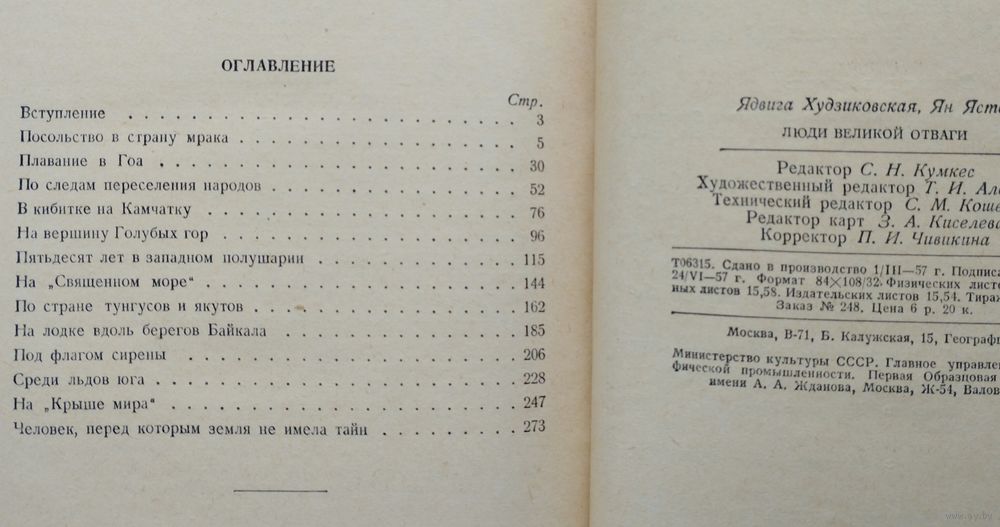 ОГЛАВЛЕНИЕ
Стр.
Вступление . . . . . . . . . . . . . . . . . . . . 3
Посольство в страну мрака . . . . . . . . . . . . . . 5
Плавание в Гоа . . . . . . . . . . . . . . . . . . 30
По следам переселения народов . . . . . . . . . . . . 52
В кибитке на Камчатку . . . . . . . . . . . . . . . 76
На вершину Голубых гор . . . . . . . . . . . . . . 96
Пятьдесят лет в западном полушарии . . . . . . . . . . 115
На „Священном море“ . . . . . . . . . . . . . . . 144
По стране тунгусов и якутов . . . . . . . . . . . . . 162
На лодке вдоль берегов Байкала . . . . . . . . . . . 185
Под флагом сирены . . . . . . . . . . . . . . . . 206
Среди льдов юга . . . . . . . . . . . . . . . . . 228
На „Крыше мира“ . . . . . . . . . . . . . . . . . 247
Человек, перед которым земля не имела тайн . . . . . . . 273
Ядвига Худзиковская, Ян
ЛЮДИ ВЕЛИКОЙ ОТВАГИ
Редактор С. Н. Кумкес
Художественный редактор Т. И.
Технический редактор С. М.
Редактор карт З. А. Киселева
Корректор П. И. Чивикина
Т06315. Сдано в производство 1/III—57 г.
24/VI—57 г. Формат 84×108/32. Физических
ных листов 15,58. Издательских листов 15,54.
Заказ № 248. Цена 6 р. 20 к.
Москва, В-71, Б. Калужская, 15,
Министерство культуры СССР. Главное
фической промышленности. Первая Образцовая
имени А. А. Жданова, Москва, Ж-54,
www.ay.by